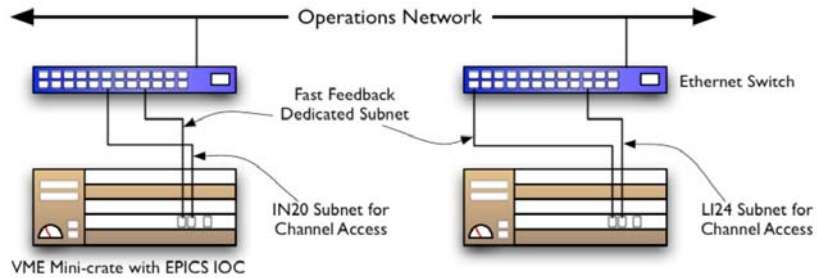 Operations Network
Ethernet Switch
Fast Feedback
Dedicated Subnet
IN20 Subnet for
Channel Access
LI24 Subnet for
Channel Access
VME Mini-crate with EPICS IOC